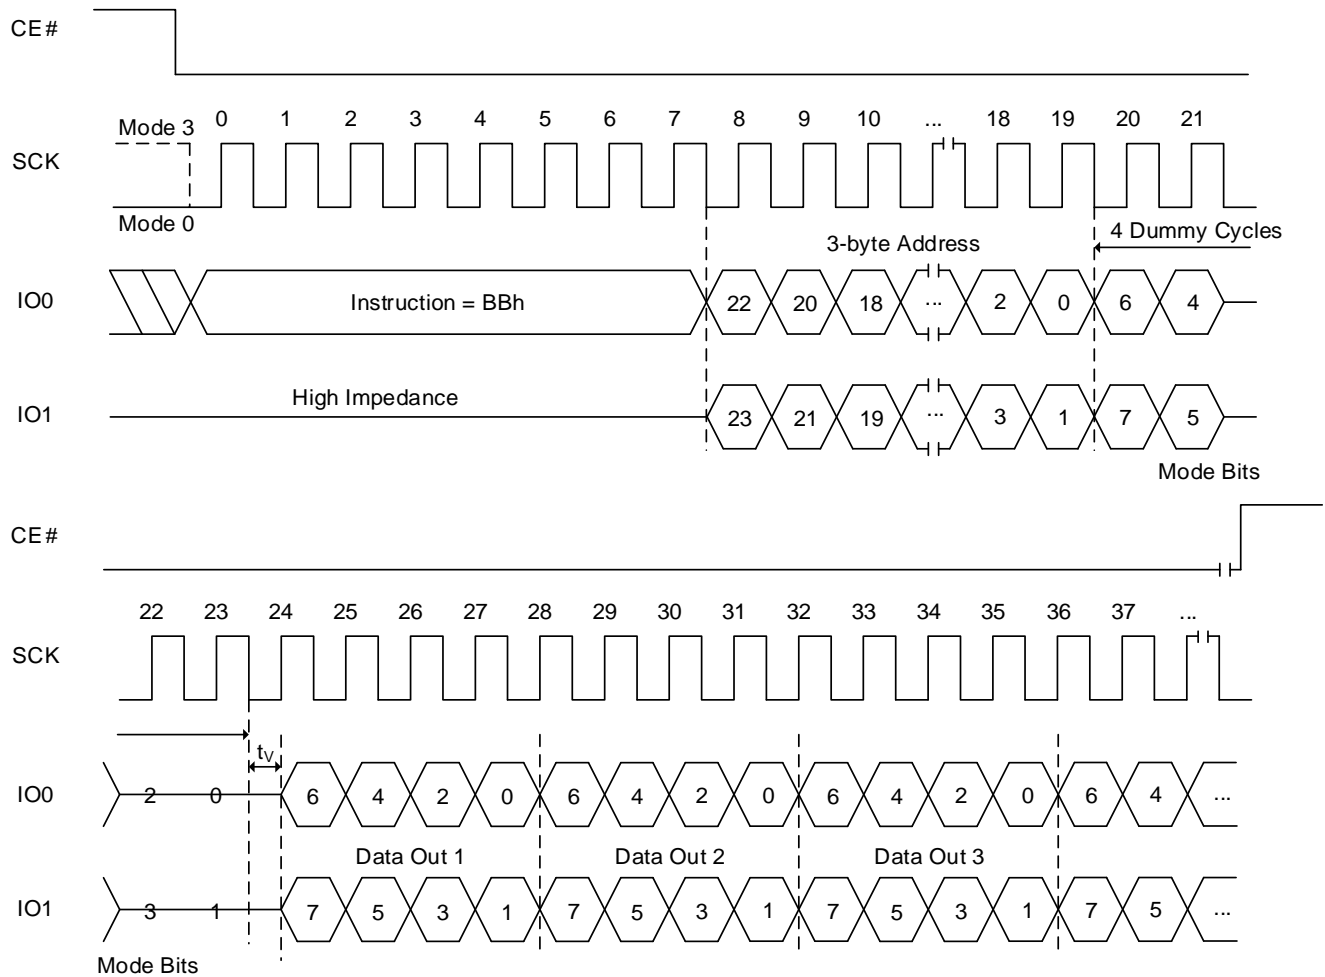 CE#
Mode 3 0 1 2 3 4 5 6 7 8 9 10 ... 18 19 20 21
SCK
Mode 0
3-byte Address 4 Dummy Cycles
IO0 Instruction = BBh 22 20 18 ... 2 0 6 4
High Impedance
IO1 23 21 19 ... 3 1 7 5
Mode Bits
CE#
22 23 24 25 26 27 28 29 30 31 32 33 34 35 36 37 ...
SCK
tV
IO0 2 0 6 4 2 0 6 4 2 0 6 4 2 0 6 4 ...
Data Out 1 Data Out 2 Data Out 3
IO1 3 1 7 5 3 1 7 5 3 1 7 5 3 1 7 5 ...
Mode Bits